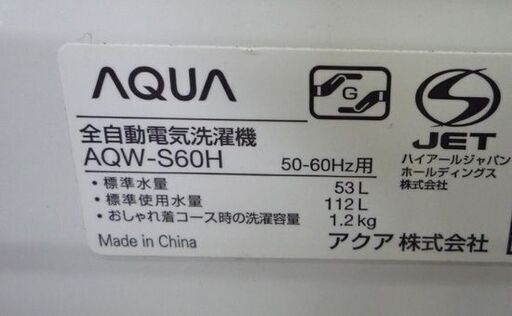 AQUA
G
S
JET
全自動電気洗濯機
AQW-S60H 50-60Hz用
ハイアールジャパン
ホールディングス
株式会社
・標準水量 53L
・標準使用水量 112L
・おしゃれ着コース時の洗濯容量 1.2kg
Made in China アクア株式会社